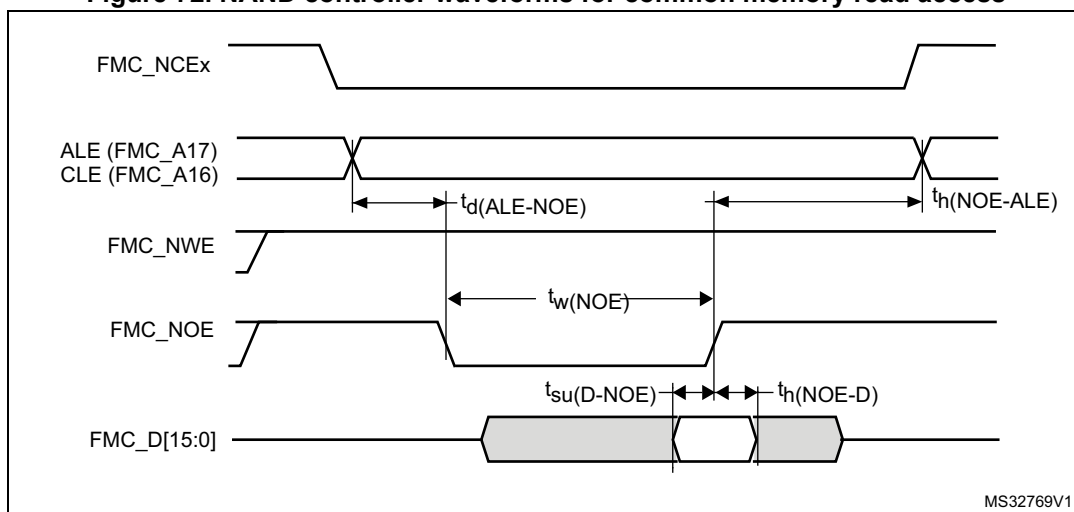 Figure 72. NAND controller waveforms for common memory read access
FMC_NCEx
ALE (FMC_A17)
CLE (FMC_A16)
td(ALE-NOE)
th(NOE-ALE)
FMC_NWE
tw(NOE)
FMC_NOE
tsu(D-NOE)
th(NOE-D)
FMC_D[15:0]
MS32769V1